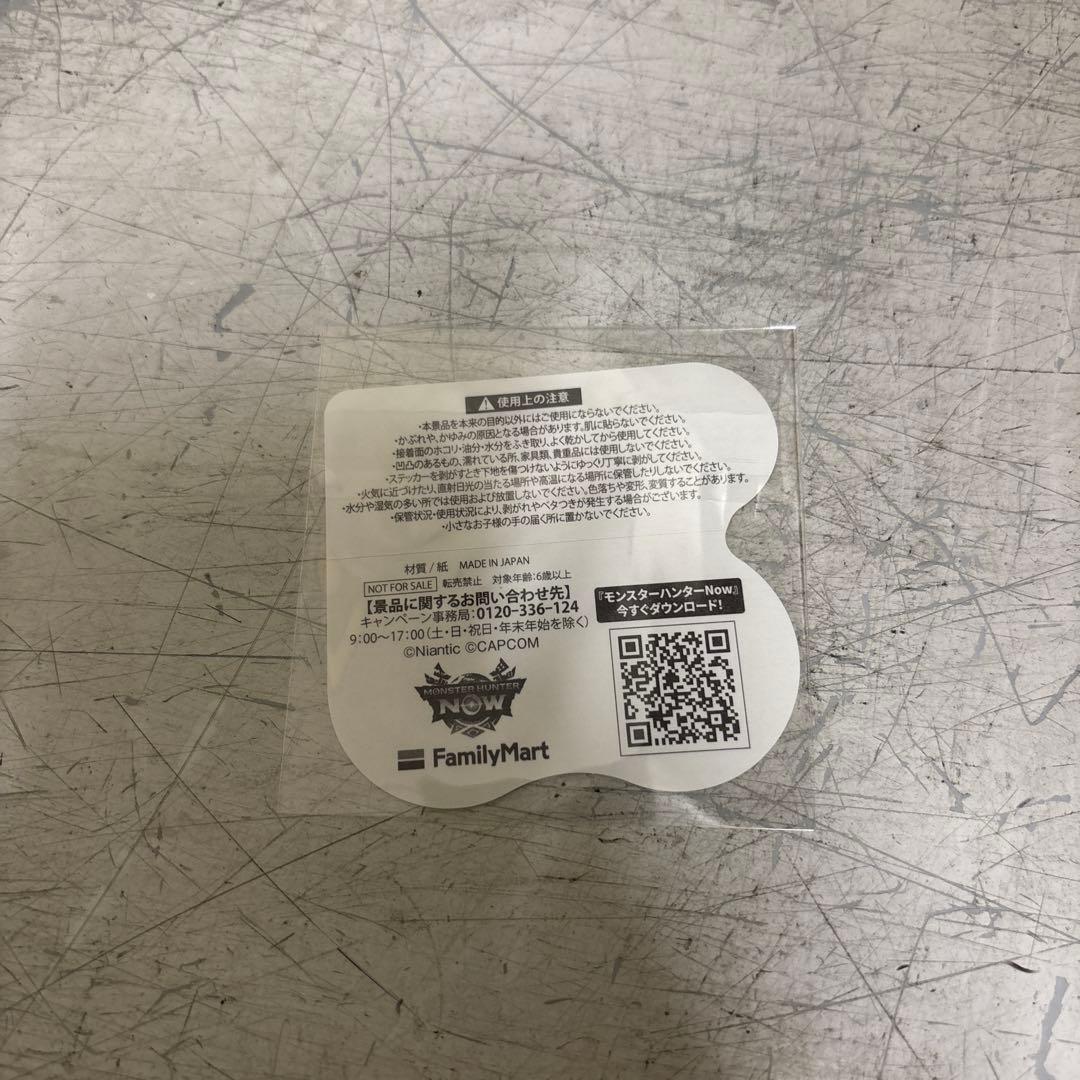 使用上の注意
・本景品を本来の目的以外にはご使用にならないでください。
・かぶれや、かゆみの原因となる場合があります。肌に貼らないでください。
・接着面のホコリ・油分・水分をふき取り、よく乾かしてから使用してください。
・凹凸のあるもの、濡れている所、家具類、貴重品には使用しないでください。
・ステッカーを剥がすとき下地を傷つけないようにゆっくり丁寧に剥がしてください。
・火気に近づけたり、直射日光の当たる場所や高温になる場所に保管したりしないでください。
・水分や湿気の多い所では使用および放置しないでください。色落ちや変形、変質することがあります。
・保管状況・使用状況により、剥がれやベタつきが発生する場合がございます。
・小さなお子様の手の届く所に置かないでください。
材質/紙 MADE IN JAPAN
NOT FOR SALE 転売禁止 対象年齢:6歳以上
【景品に関するお問い合わせ先】
キャンペーン事務局:0120-336-124
9:00〜17:00(土・日・祝日・年末年始を除く)
©Niantic ©CAPCOM
MONSTER HUNTER
NOW
FamilyMart
『モンスターハンターNow』
今すぐダウンロード!